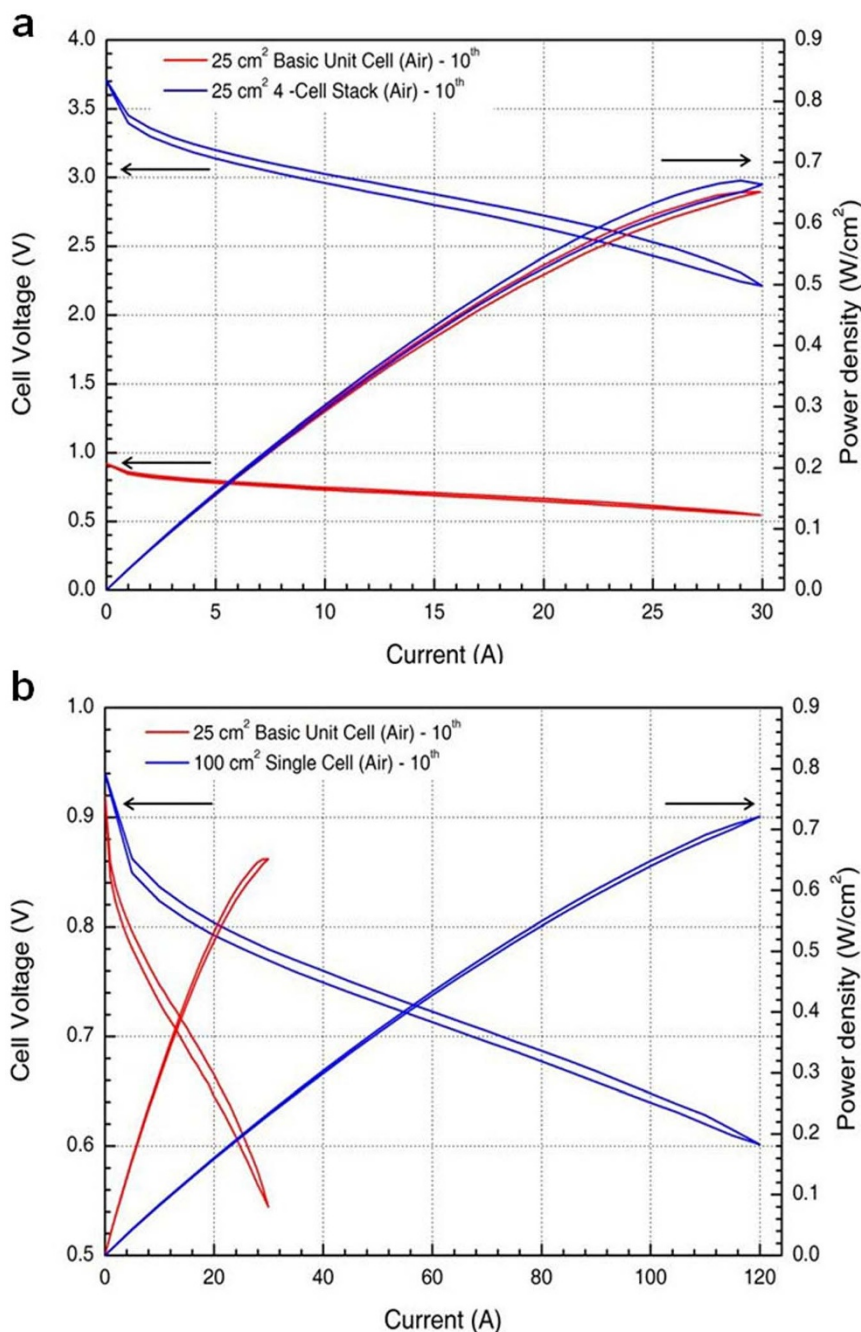 a
25 cm² Basic Unit Cell (Air) - 10ᵗʰ
25 cm² 4 -Cell Stack (Air) - 10ᵗʰ
Cell Voltage (V)
4.0
3.5
3.0
2.5
2.0
1.5
1.0
0.5
0.0
Power density (W/cm²)
0.9
0.8
0.7
0.6
0.5
0.4
0.3
0.2
0.1
0.0
0 5 10 15 20 25 30
Current (A)
b
25 cm² Basic Unit Cell (Air) - 10ᵗʰ
100 cm² Single Cell (Air) - 10ᵗʰ
Cell Voltage (V)
1.0
0.9
0.8
0.7
0.6
0.5
Power density (W/cm²)
0.9
0.8
0.7
0.6
0.5
0.4
0.3
0.2
0.1
0.0
0 20 40 60 80 100 120
Current (A)